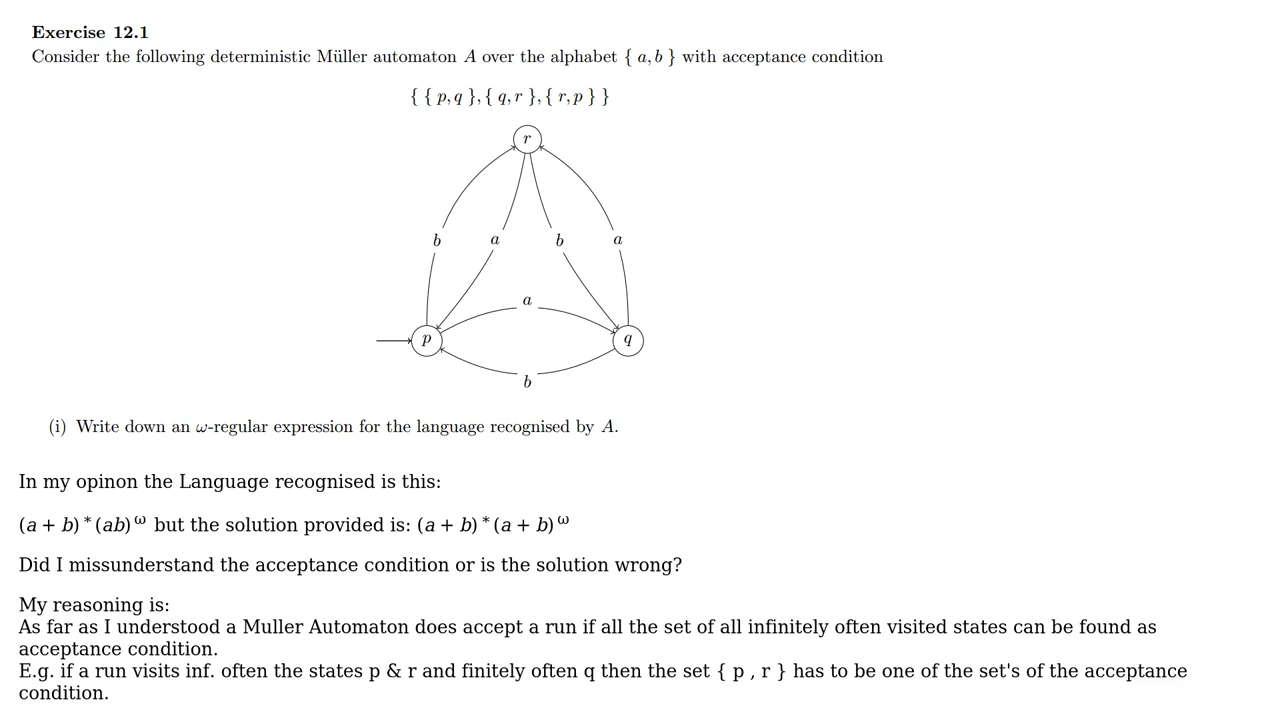 Exercise 12.1
Consider the following deterministic Müller automaton A over the alphabet { a, b } with acceptance condition
{ { p, q }, { q, r }, { r, p } }
r
b a b a
a
p q
b
(i) Write down an ω-regular expression for the language recognised by A.
In my opinon the Language recognised is this:
(a + b)*(ab)^ω but the solution provided is: (a + b)*(a + b)^ω
Did I missunderstand the acceptance condition or is the solution wrong?
My reasoning is:
As far as I understood a Muller Automaton does accept a run if all the set of all infinitely often visited states can be found as
acceptance condition.
E.g. if a run visits inf. often the states p & r and finitely often q then the set { p , r } has to be one of the set's of the acceptance
condition.